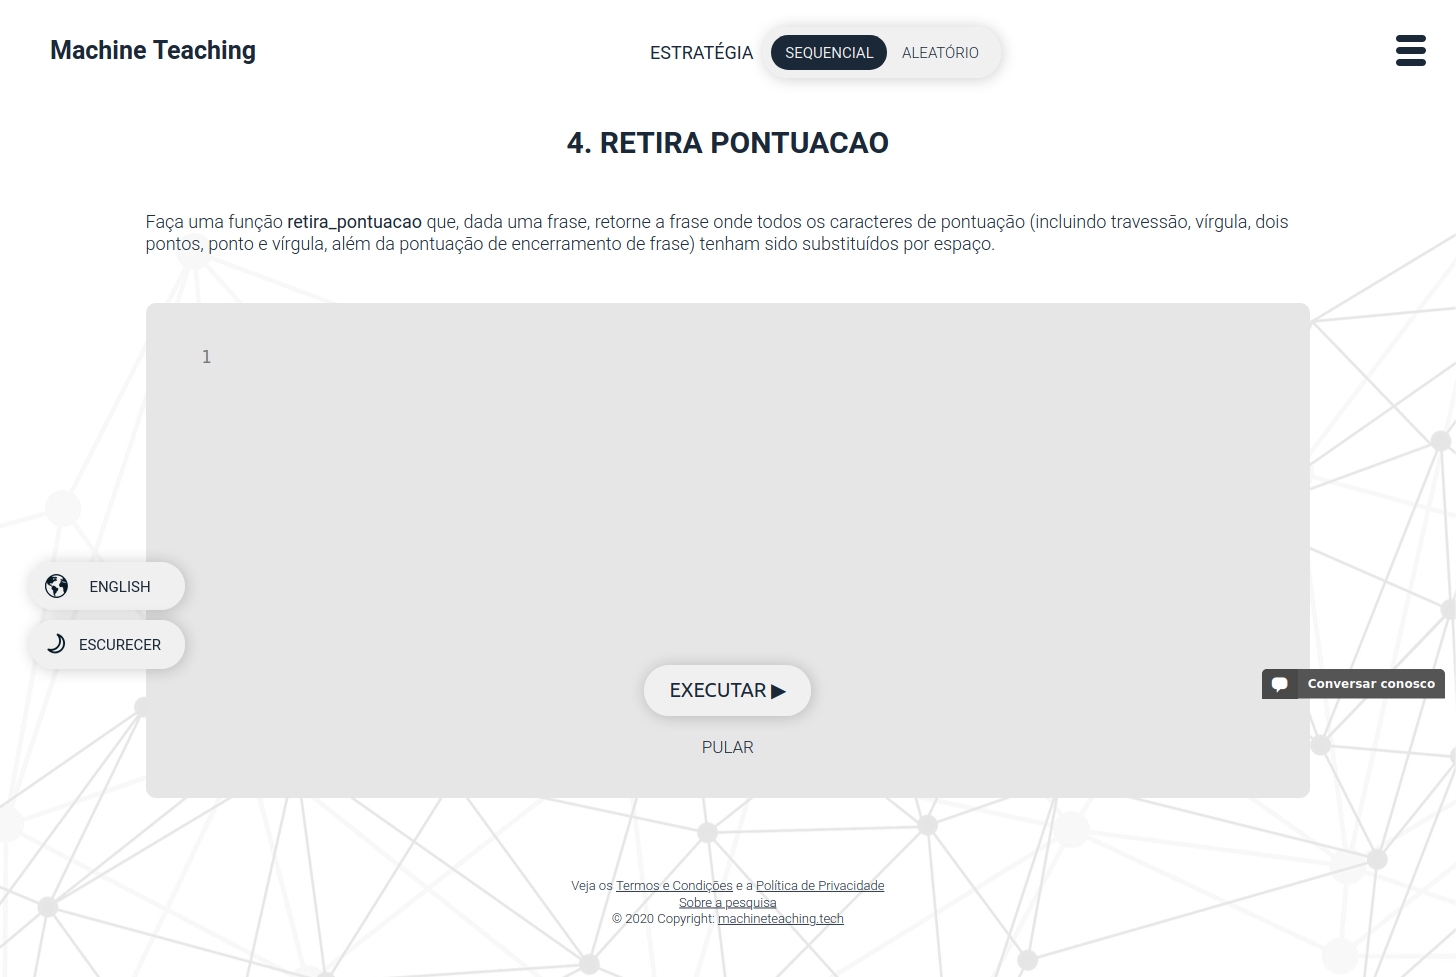 Machine Teaching
ESTRATÉGIA SEQUENCIAL ALEATÓRIO
4. RETIRA PONTUACAO
Faça uma função retira_pontuacao que, dada uma frase, retorne a frase onde todos os caracteres de pontuação (incluindo travessão, vírgula, dois
pontos, ponto e vírgula, além da pontuação de encerramento de frase) tenham sido substituídos por espaço.
1
ENGLISH
ESCURECER
EXECUTAR ▶
Conversar conosco
PULAR
Veja os Termos e Condições e a Política de Privacidade
Sobre a pesquisa
© 2020 Copyright: machineteaching.tech